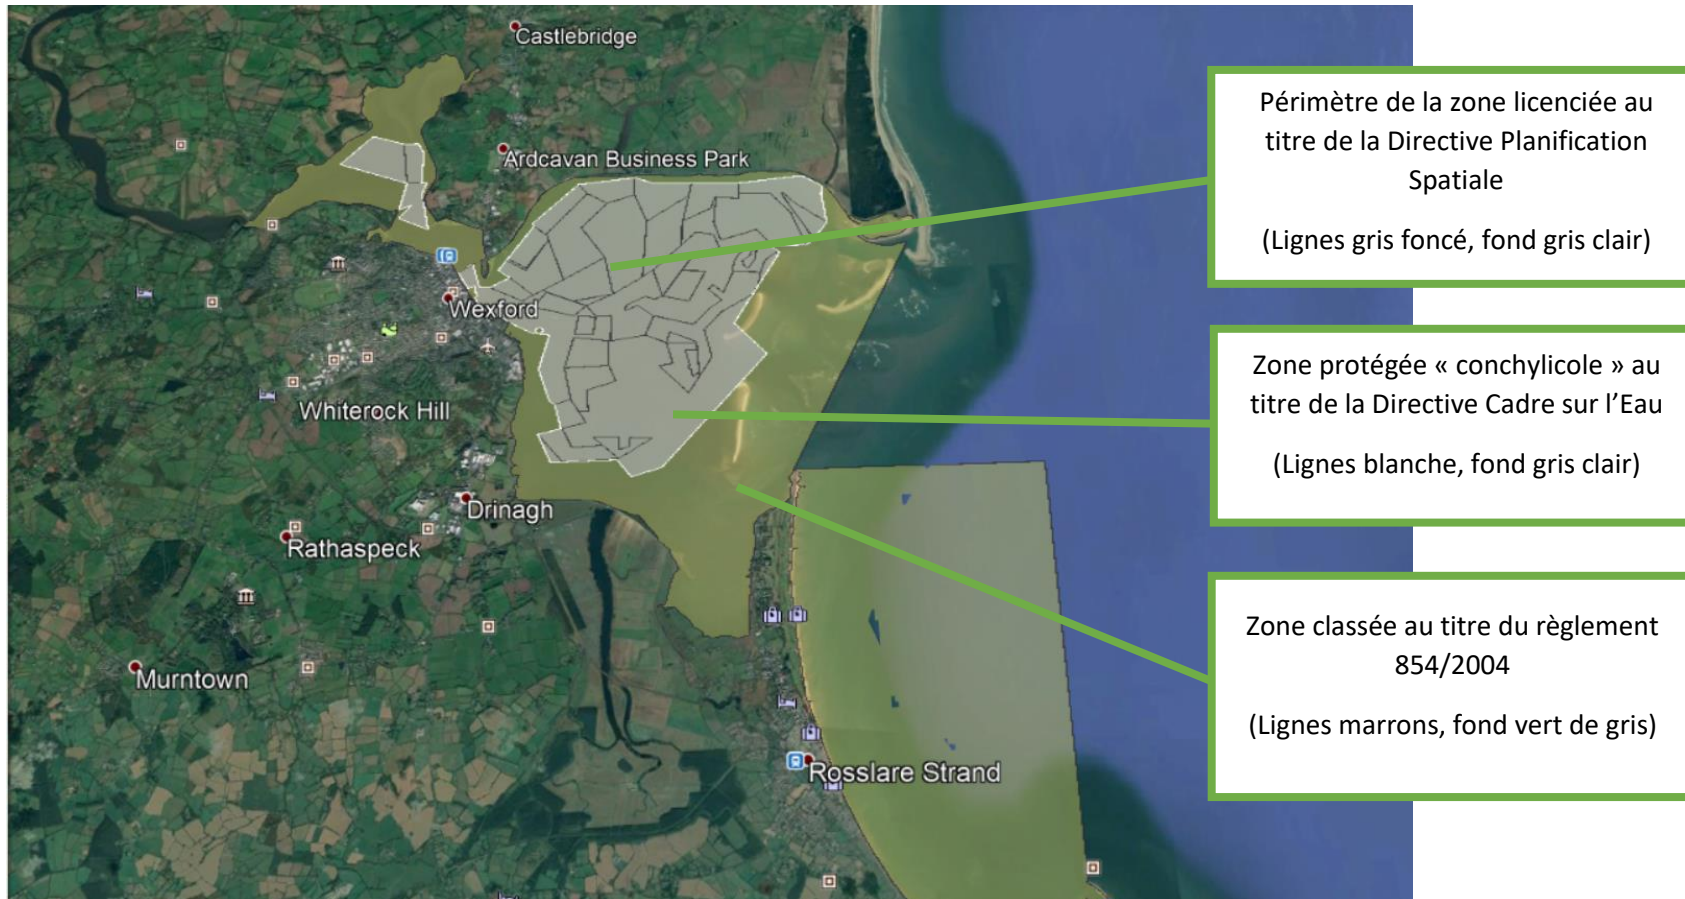 Castlebridge
Ardcavan Business Park
Wexford
Whiterock Hill
Drinagh
Rathaspeck
Murntown
Rosslare Strand
Périmètre de la zone licenciée au
titre de la Directive Planification
Spatiale
(Lignes gris foncé, fond gris clair)
Zone protégée « conchylicole » au
titre de la Directive Cadre sur l’Eau
(Lignes blanche, fond gris clair)
Zone classée au titre du règlement
854/2004
(Lignes marrons, fond vert de gris)